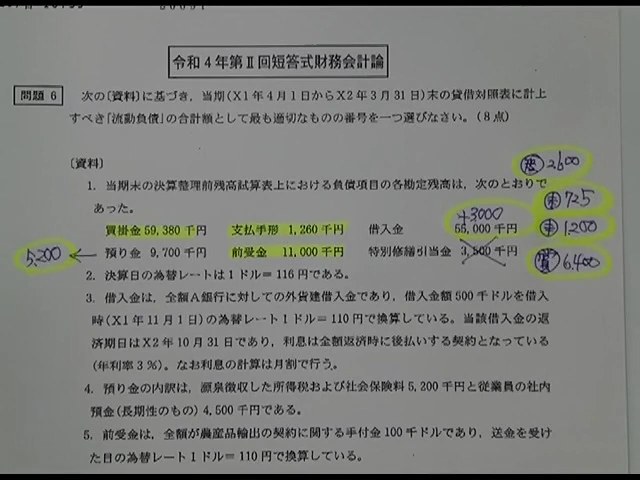 令和4年第Ⅱ回短答式財務会計論
問題 6 次の〔資料〕に基づき，当期(X1年4月1日からX2年3月31日)末の貸借対照表に計上
すべき｢流動負債｣の合計額として最も適切なものの番号を一つ選びなさい。(8点)
2600
〔資料〕
1．当期末の決算整理前残高試算表上における負債項目の各勘定残高は，次のとおりで
㊍725
あった。
+3000
買掛金 59,380 千円 支払手形 1,260 千円 借入金 55,000 千円
1,200
5,200 ← 預り金 9,700 千円 前受金 11,000 千円 特別修繕引当金 3,500 千円
6,400
2．決算日の為替レートは1ドル＝116円である。
3．借入金は，全額A銀行に対しての外貨建借入金であり，借入金額500千ドルを借入
時(X1年11月1日)の為替レート1ドル＝110円で換算している。当該借入金の返
済期日はX2年10月31日であり，利息は金額返済時に後払いする契約となっている
(年利率3％)。なお利息の計算は月割で行う。
4．預り金の内訳は，源泉徴収した所得税および社会保険料5,200千円と従業員の社内
預金(長期性のもの)4,500千円である。
5．前受金は，全額が農産品輸出の契約に関する手付金100千ドルであり，送金を受け
た日の為替レート1ドル＝110円で換算している。